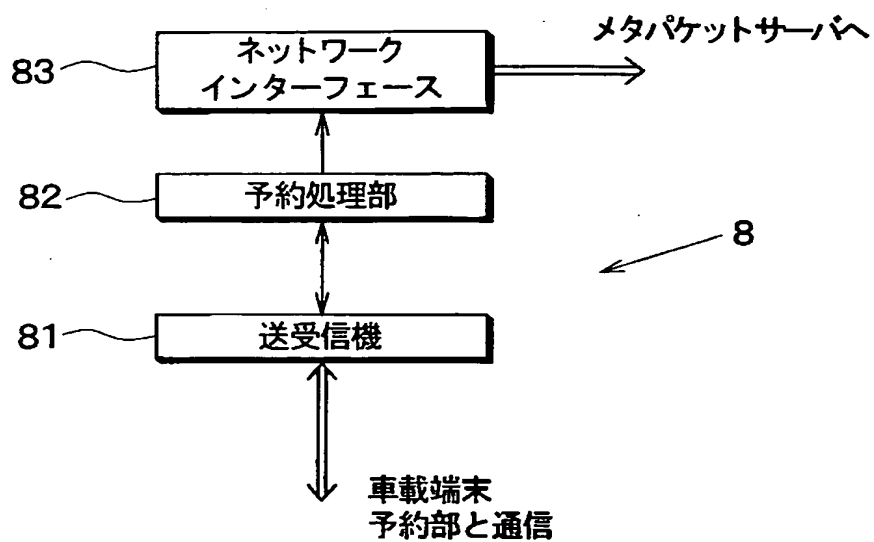 メタパケットサーバへ
83
ネットワーク
インターフェース
82
予約処理部
8
81
送受信機
車載端末
予約部と通信